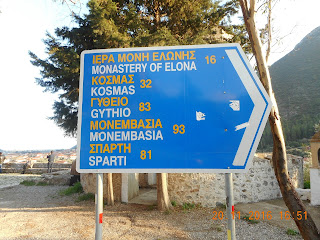 ΙΕΡΑ ΜΟΝΗ ΕΛΩΝΗΣ
MONASTERY OF ELONA 16
ΚΟΣΜΑΣ
KOSMAS 32
ΓΥΘΕΙΟ
GYTHIO 83
ΜΟΝΕΜΒΑΣΙΑ
MONEMBASIA 93
ΣΠΑΡΤΗ
SPARTI 81